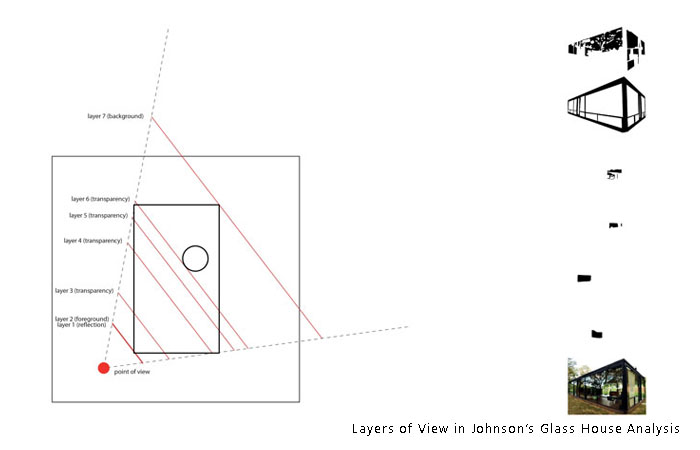 layer 7 (background)
layer 6 (transparency)
layer 5 (transparency)
layer 4 (transparency)
layer 3 (transparency)
layer 2 (foreground)
layer 1 (reflection)
point of view
Layers of View in Johnson's Glass House Analysis